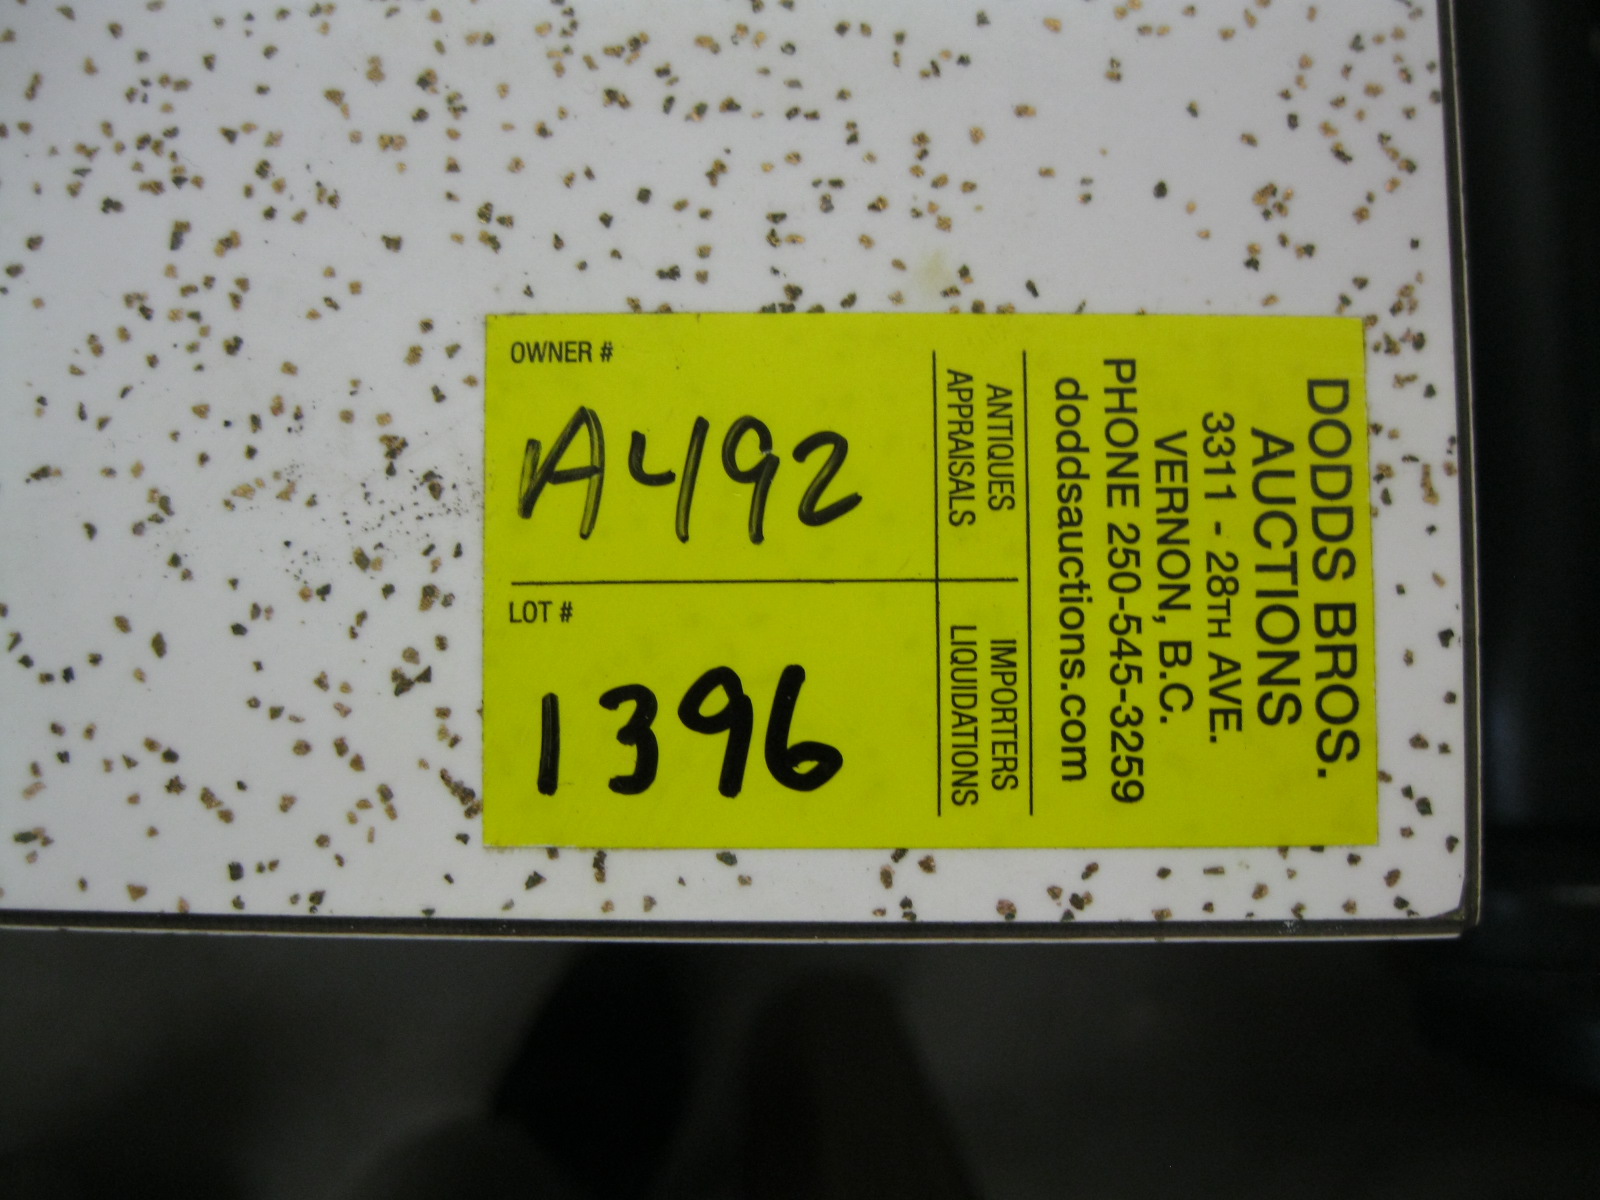 DODDS BROS.
AUCTIONS
3311 - 28TH AVE.
VERNON, B.C.
PHONE 250-545-3259
doddsauctions.com
ANTIQUES
APPRAISALS
IMPORTERS
LIQUIDATIONS
OWNER #
A492
LOT #
1396